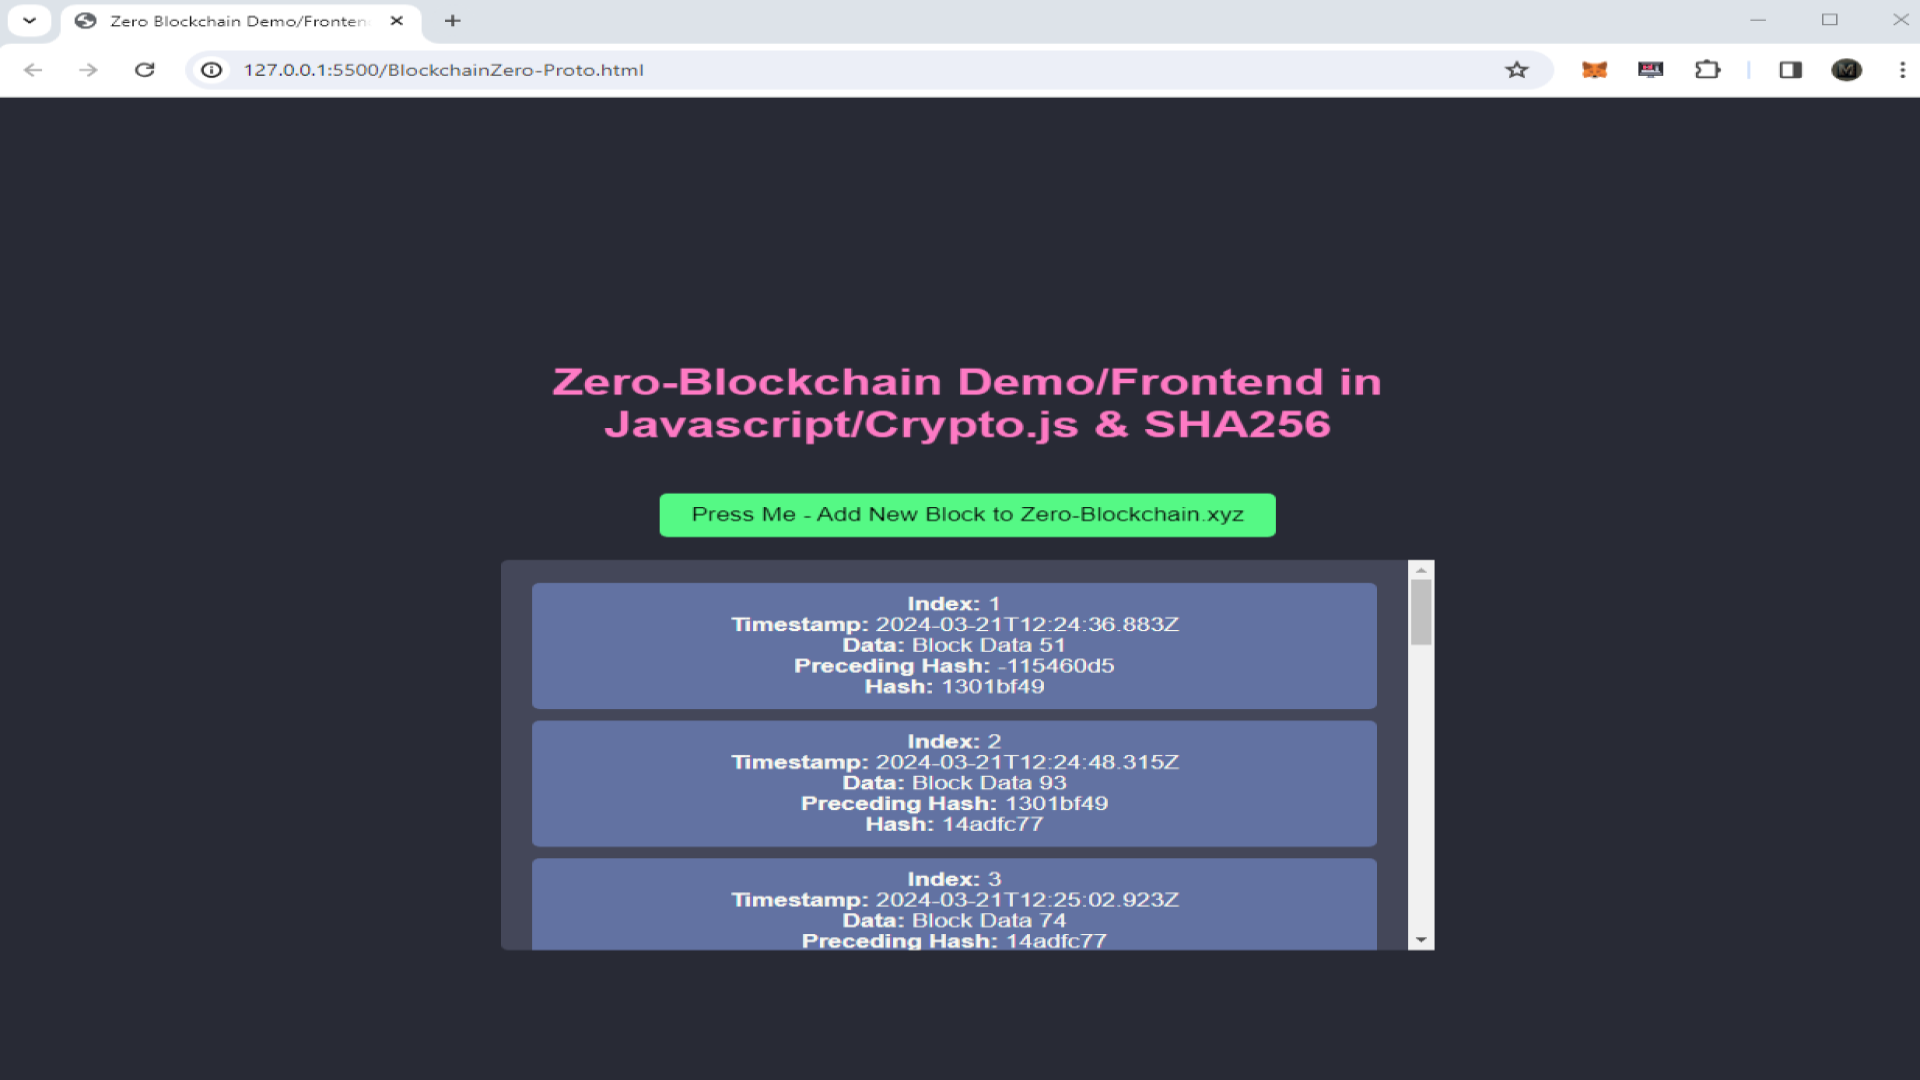 Zero Blockchain Demo/Fronten
127.0.0.1:5500/BlockchainZero-Proto.html
Zero-Blockchain Demo/Frontend in
Javascript/Crypto.js & SHA256
Press Me - Add New Block to Zero-Blockchain.xyz
Index: 1
Timestamp: 2024-03-21T12:24:36.883Z
Data: Block Data 51
Preceding Hash: -115460d5
Hash: 1301bf49
Index: 2
Timestamp: 2024-03-21T12:24:48.315Z
Data: Block Data 93
Preceding Hash: 1301bf49
Hash: 14adfc77
Index: 3
Timestamp: 2024-03-21T12:25:02.923Z
Data: Block Data 74
Preceding Hash: 14adfc77